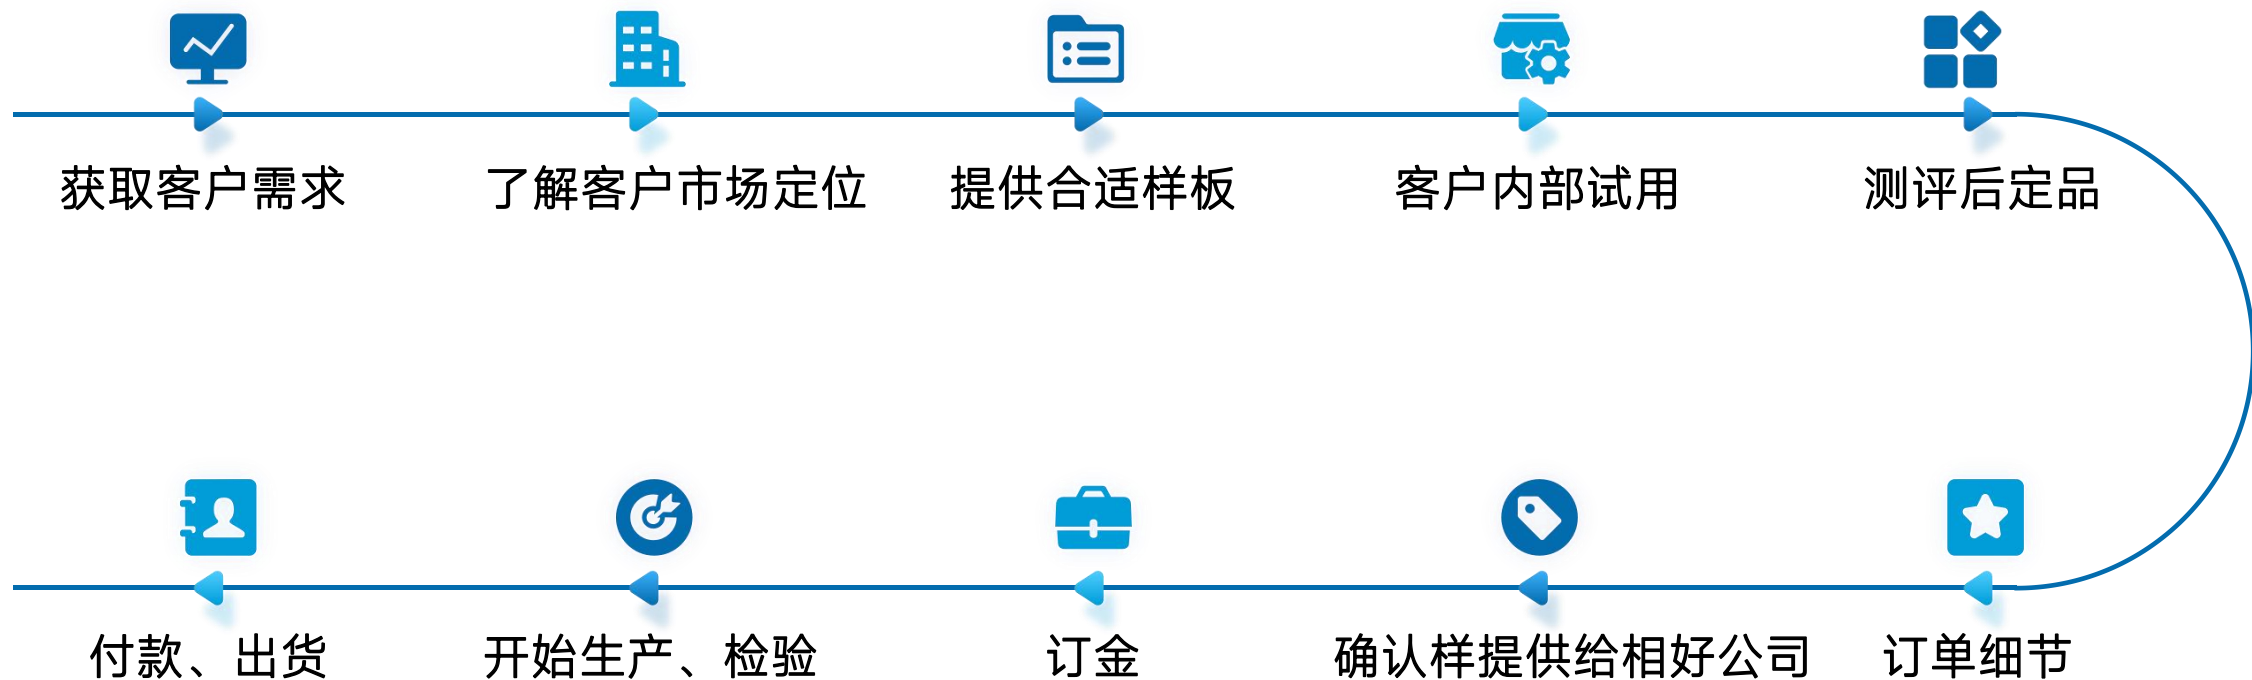 获取客户需求
了解客户市场定位
提供合适样板
客户内部试用
测评后定品
订单细节
确认样提供给相好公司
订金
开始生产、检验
付款、出货